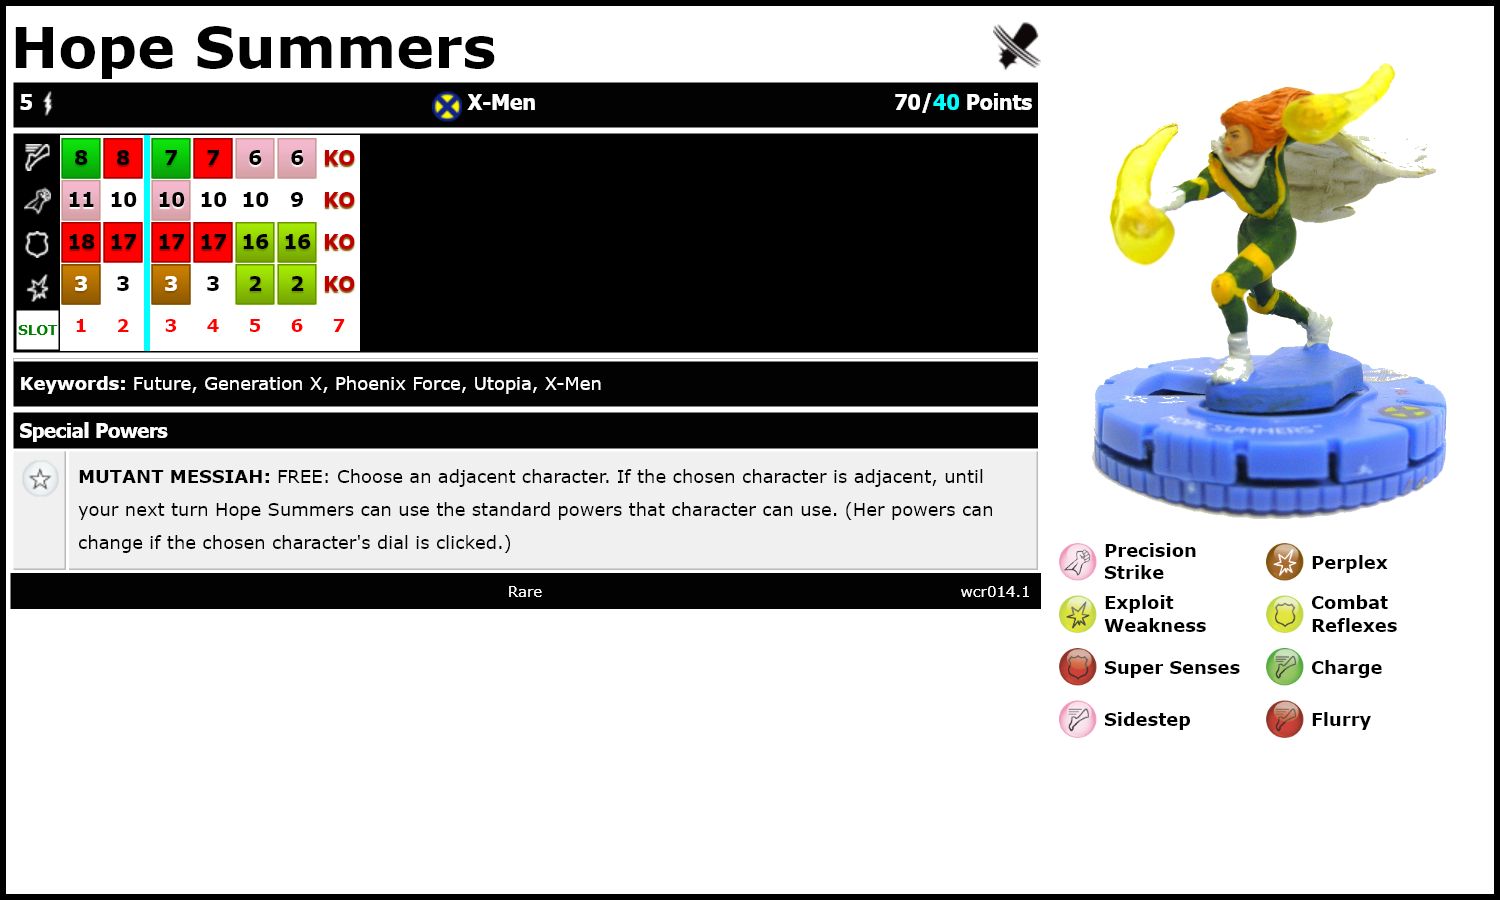 Hope Summers
5 X-Men 70/40 Points
8 8 7 7 6 6 KO
11 10 10 10 10 9 KO
18 17 17 17 16 16 KO
3 3 3 3 2 2 KO
SLOT 1 2 3 4 5 6 7
Keywords: Future, Generation X, Phoenix Force, Utopia, X-Men
Special Powers
MUTANT MESSIAH: FREE: Choose an adjacent character. If the chosen character is adjacent, until
your next turn Hope Summers can use the standard powers that character can use. (Her powers can
change if the chosen character's dial is clicked.)
Rare wcr014.1
HOPE SUMMERS
Precision
Strike
Perplex
Exploit
Weakness
Combat
Reflexes
Super Senses
Charge
Sidestep
Flurry